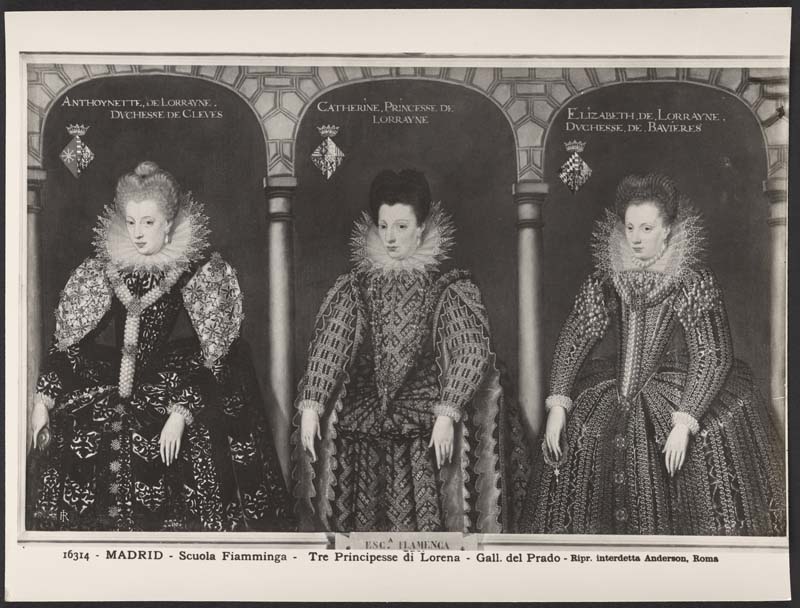 ANTHOYNETTE, DE LORRAYNE,
DVCHESSE DE CLEVES
CATHERINE, PRINCESSE DE
LORRAYNE
ELIZABETH, DE, LORRAYNE,
DVCHESSE, DE, BAVIERES
ESC.A FLAMENCA
16314 - MADRID - Scuola Fiamminga - Tre Principesse di Lorena - Gall. del Prado - Ripr. interdetta Anderson, Roma